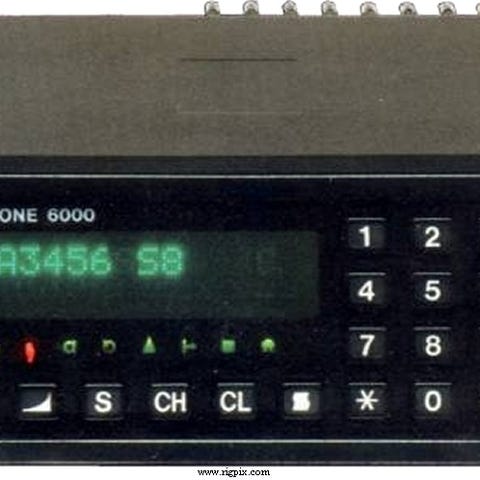 ONE 6000
A3456 S8
1 2
4 5
a b
7 8
S CH CL * 0
www.rigpix.com